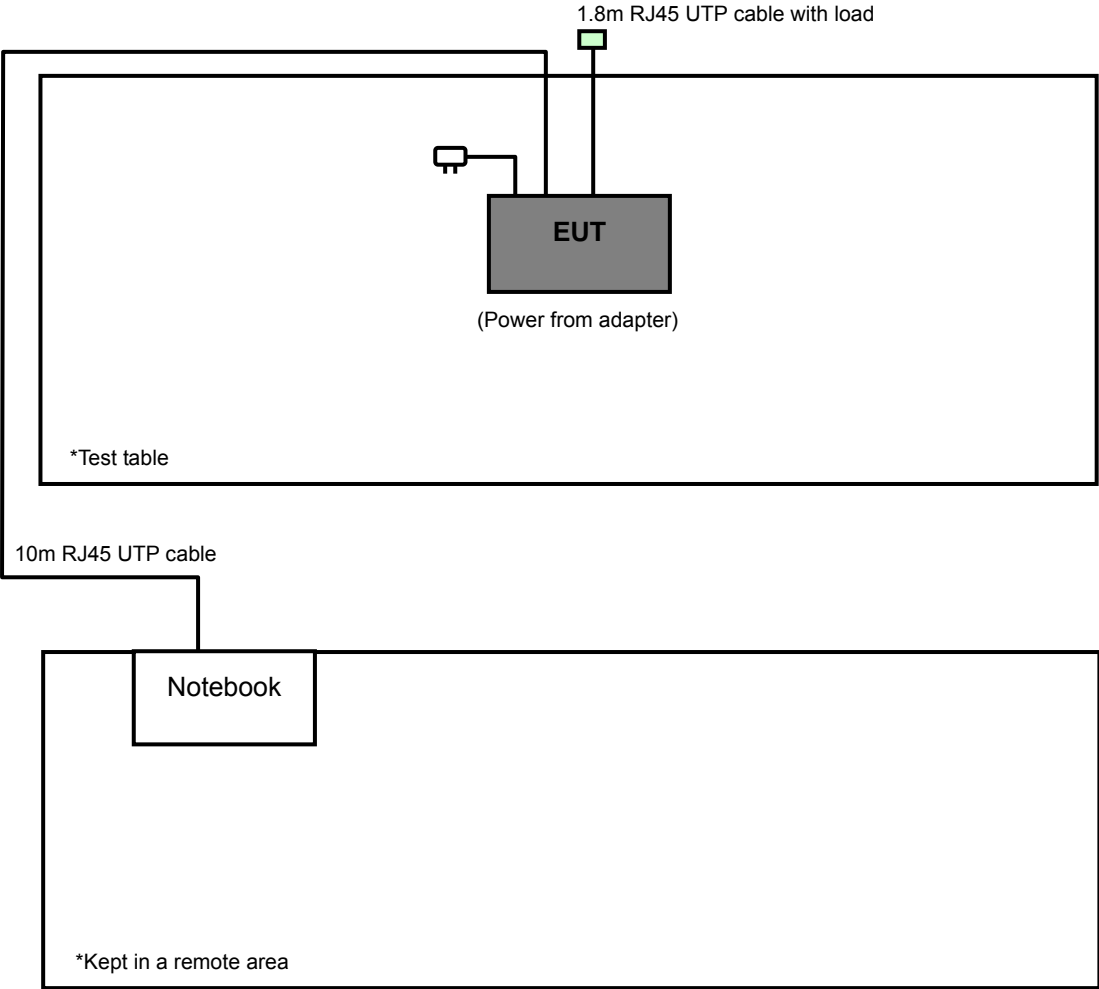 1.8m RJ45 UTP cable with load
EUT
(Power from adapter)
*Test table
10m RJ45 UTP cable
Notebook
*Kept in a remote area